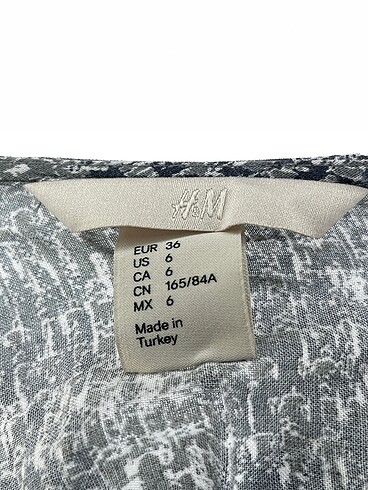 H&M
EUR 36
US 6
CA 6
CN 165/84A
MX 6
Made in
Turkey